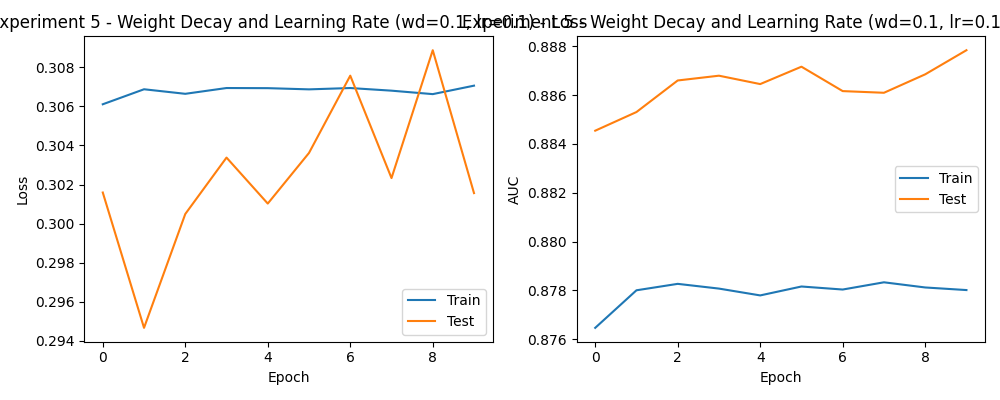 xperiment 5 - Weight Decay and Learning Rate (wd=0.1, lr=0.1) - Loss
Experiment 5 - Weight Decay and Learning Rate (wd=0.1, lr=0.1
0.308
0.306
0.304
0.302
0.300
0.298
0.296
0.294
Loss
0
2
4
6
8
Epoch
Train
Test
0.888
0.886
0.884
0.882
0.880
0.878
0.876
AUC
0
2
4
6
8
Epoch
Train
Test